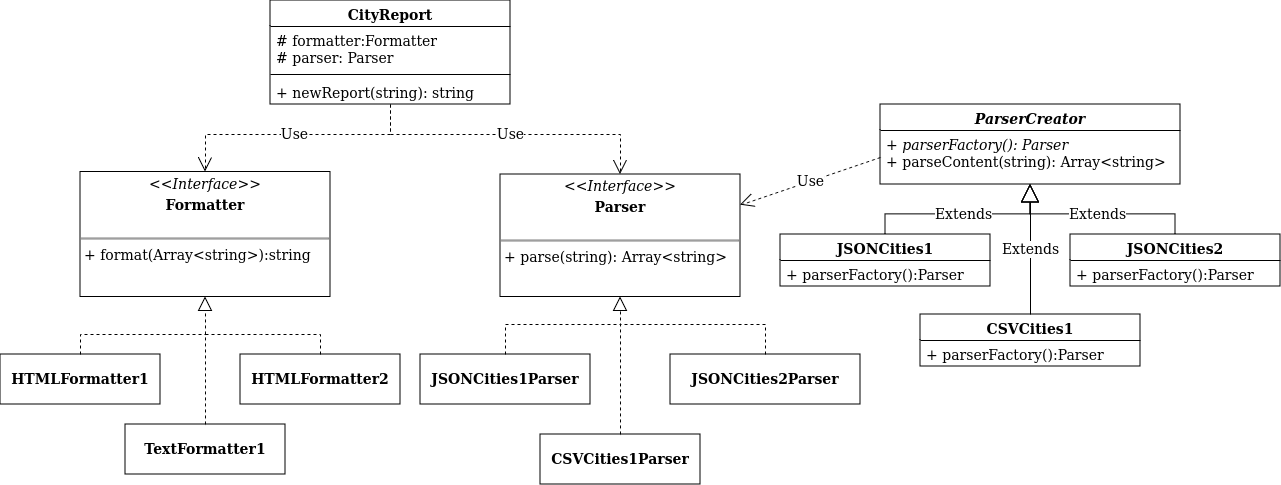 CityReport
# formatter:Formatter
# parser: Parser
+ newReport(string): string
Use
Use
<<Interface>>
Formatter
+ format(Array<string>):string
HTMLFormatter1
HTMLFormatter2
TextFormatter1
<<Interface>>
Parser
+ parse(string): Array<string>
JSONCities1Parser
JSONCities2Parser
CSVCities1Parser
Use
ParserCreator
+ parserFactory(): Parser
+ parseContent(string): Array<string>
Extends
Extends
Extends
JSONCities1
+ parserFactory():Parser
JSONCities2
+ parserFactory():Parser
CSVCities1
+ parserFactory():Parser